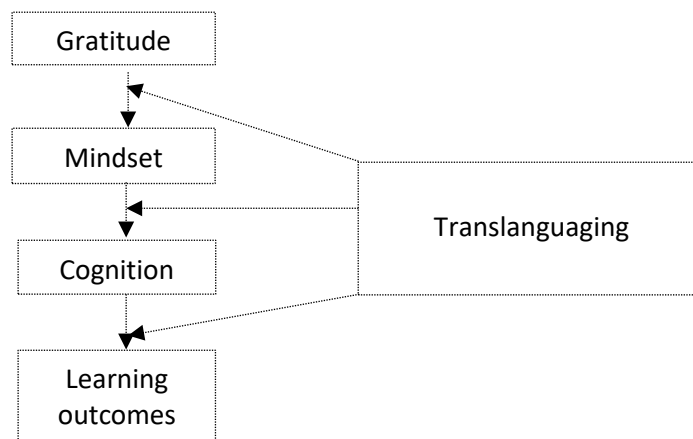 Gratitude
Mindset
Translanguaging
Cognition
Learning
outcomes